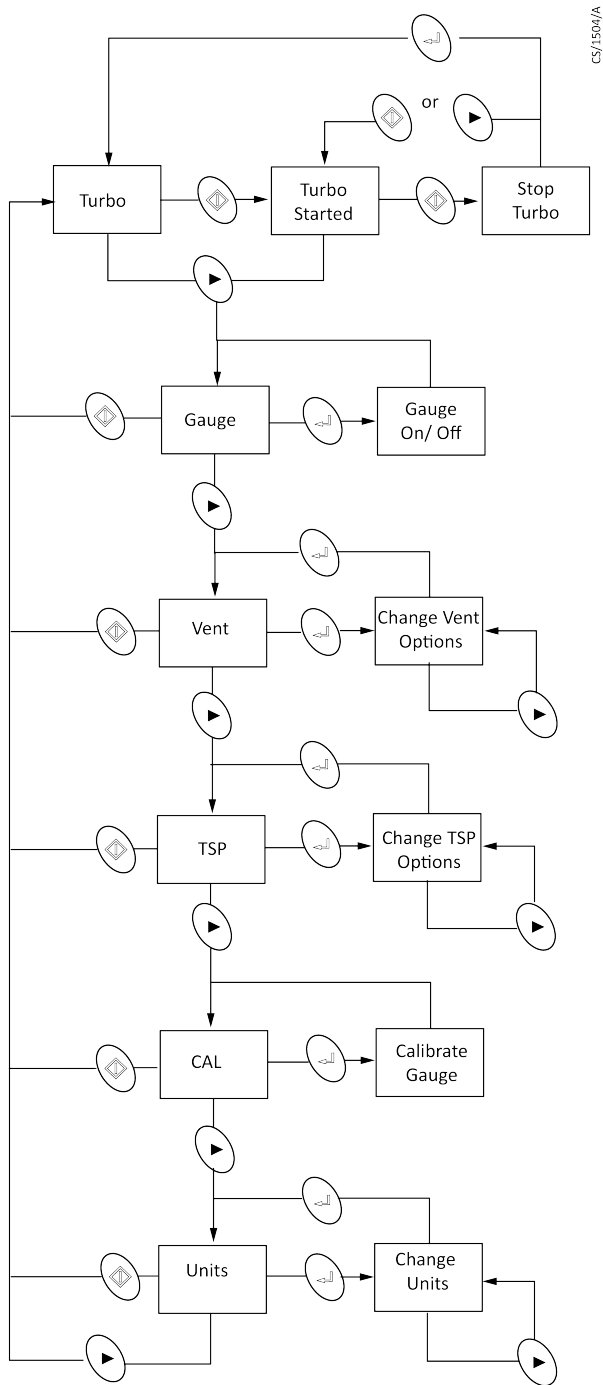 CS/1504/A
or
Turbo
Turbo
Started
Stop
Turbo
Gauge
Gauge
On/ Off
Vent
Change Vent
Options
TSP
Change TSP
Options
CAL
Calibrate
Gauge
Units
Change
Units